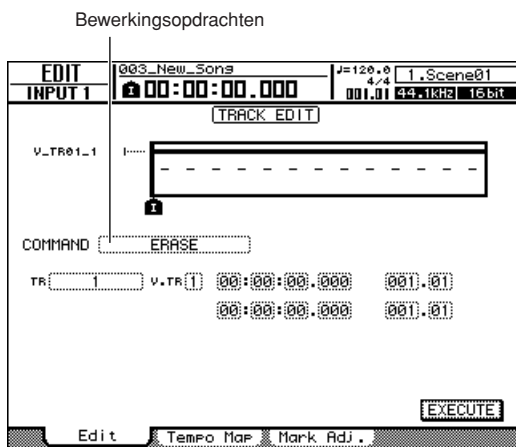 Bewerkingsopdrachten
EDIT
INPUT 1
003_New_Song
00:00:00.000
♩=120.0
4/4
001.01
1.Scene01
44.1kHz 16bit
TRACK EDIT
V_TR01_1
I
I
COMMAND ERASE
TR 1 V.TR 1 00:00:00.000 001.01
00:00:00.000 001.01
EXECUTE
Edit Tempo Map Mark Adj.